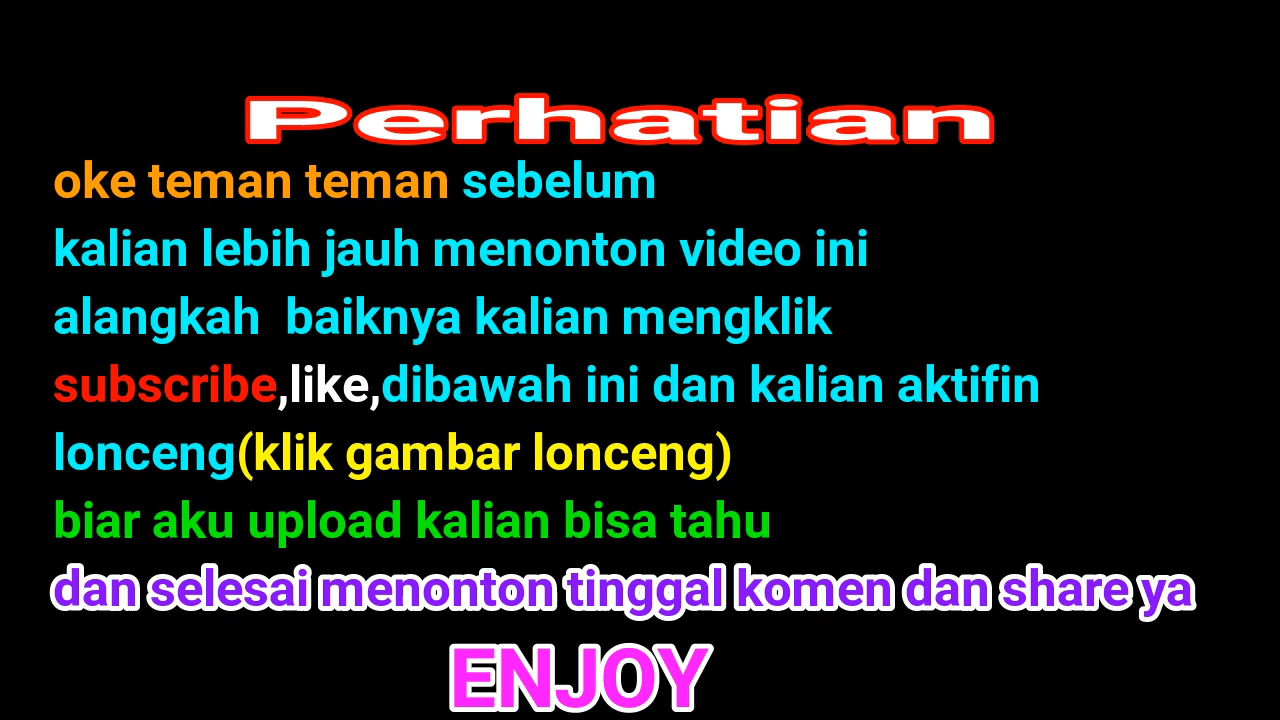 Perhatian
oke teman teman sebelum
kalian lebih jauh menonton video ini
alangkah  baiknya kalian mengklik
subscribe,like,dibawah ini dan kalian aktifin
lonceng(klik gambar lonceng)
biar aku upload kalian bisa tahu
dan selesai menonton tinggal komen dan share ya
ENJOY